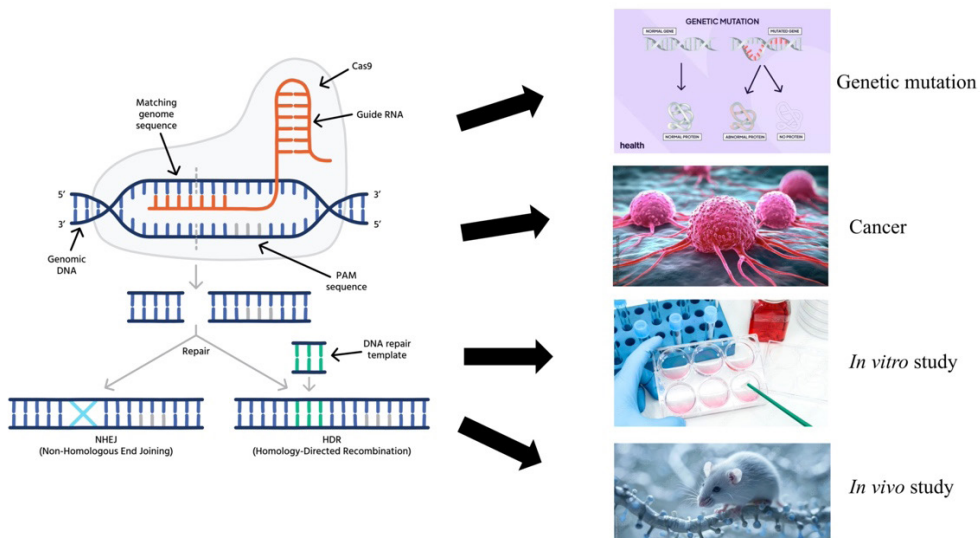 Cas9
Matching
genome
sequence
Guide RNA
5'
3'
3'
5'
Genomic
DNA
PAM
sequence
Repair
DNA repair
template
NHEJ
(Non-Homologous End Joining)
HDR
(Homology-Directed Recombination)
GENETIC MUTATION
NORMAL GENE
MUTATED GENE
NORMAL PROTEIN
ABNORMAL PROTEIN
NO PROTEIN
health
Genetic mutation
Cancer
In vitro study
In vivo study